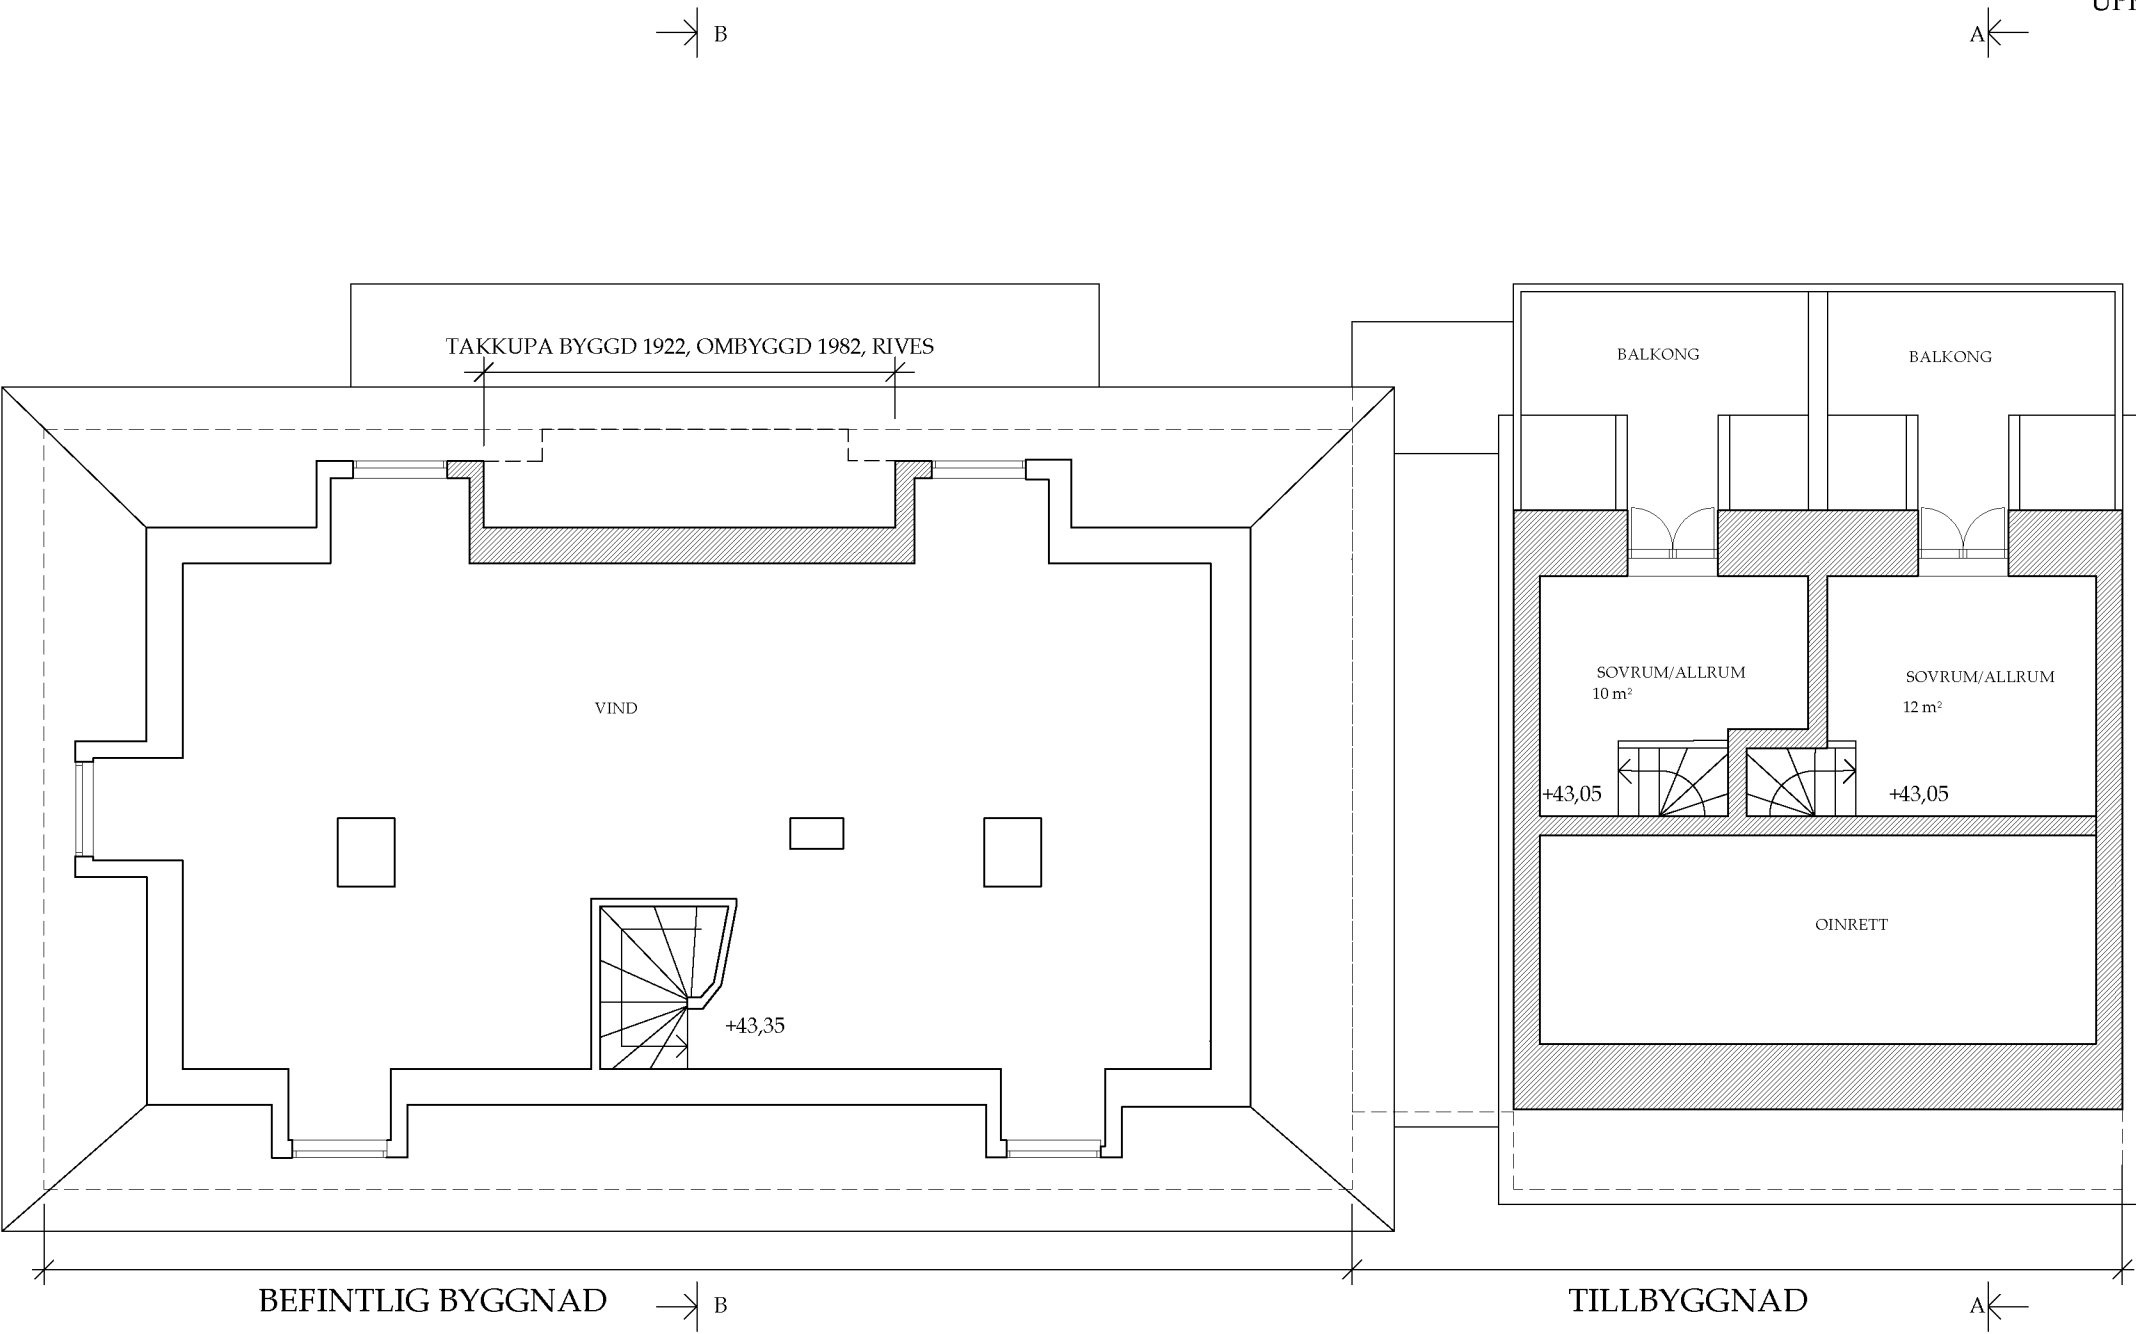 B
A
TAKKUPA BYGGD 1922, OMBYGGD 1982, RIVES
BALKONG
BALKONG
VIND
SOVRUM/ALLRUM
10 m²
SOVRUM/ALLRUM
12 m²
+43,05
+43,05
OINRETT
+43,35
BEFINTLIG BYGGNAD
B
TILLBYGGNAD
A